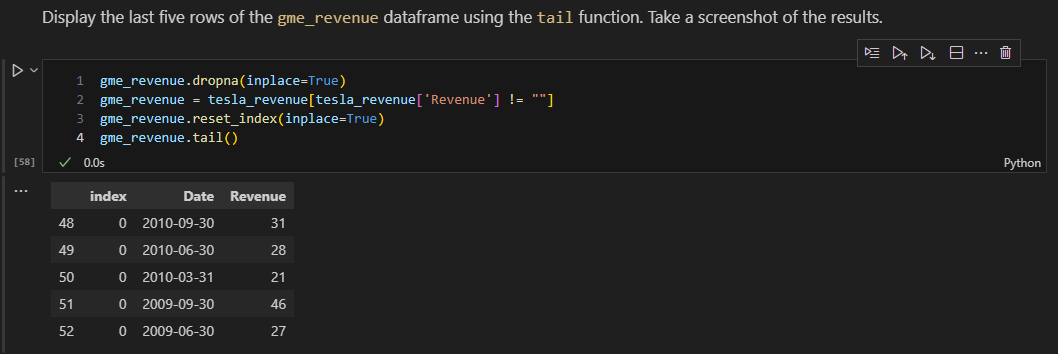 Display the last five rows of the gme_revenue dataframe using the tail function. Take a screenshot of the results.
1 gme_revenue.dropna(inplace=True)
2 gme_revenue = tesla_revenue[tesla_revenue['Revenue'] != ""]
3 gme_revenue.reset_index(inplace=True)
4 gme_revenue.tail()
[58] 0.0s Python
index Date Revenue
48 0 2010-09-30 31
49 0 2010-06-30 28
50 0 2010-03-31 21
51 0 2009-09-30 46
52 0 2009-06-30 27